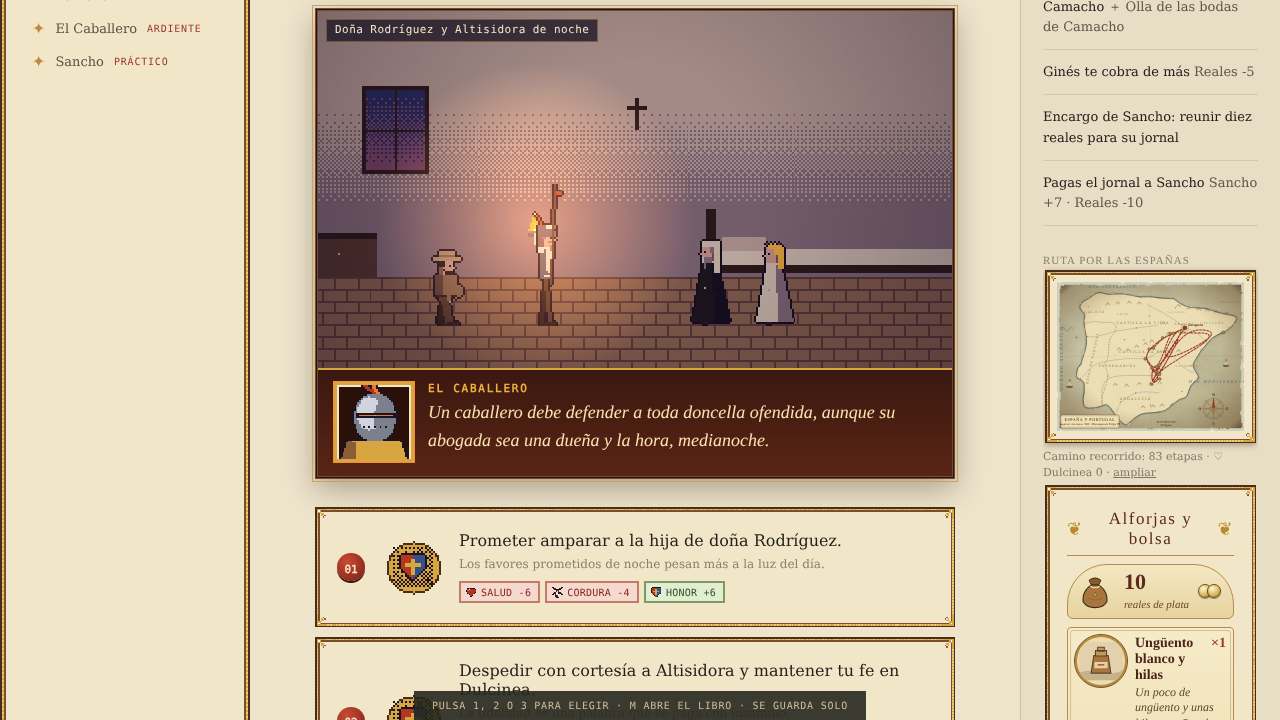 El Caballero ARDIENTE
Sancho PRÁCTICO
Doña Rodríguez y Altisidora de noche
EL CABALLERO
Un caballero debe defender a toda doncella ofendida, aunque su
abogada sea una dueña y la hora, medianoche.
01
Prometer amparar a la hija de doña Rodríguez.
Los favores prometidos de noche pesan más a la luz del día.
SALUD -6
CORDURA -4
HONOR +6
Despedir con cortesía a Altisidora y mantener tu fe en
Dulcinea.
PULSA 1, 2 O 3 PARA ELEGIR · M ABRE EL LIBRO · SE GUARDA SOLO
Camacho + Olla de las bodas
de Camacho
Ginés te cobra de más Reales -5
Encargo de Sancho: reunir diez
reales para su jornal
Pagas el jornal a Sancho Sancho
+7 · Reales -10
RUTA POR LAS ESPAÑAS
Camino recorrido: 83 etapas · ♡
Dulcinea 0 · ampliar
Alforjas y
bolsa
10
reales de plata
Ungüento ×1
blanco y
hilas
Un poco de
ungüento y unas